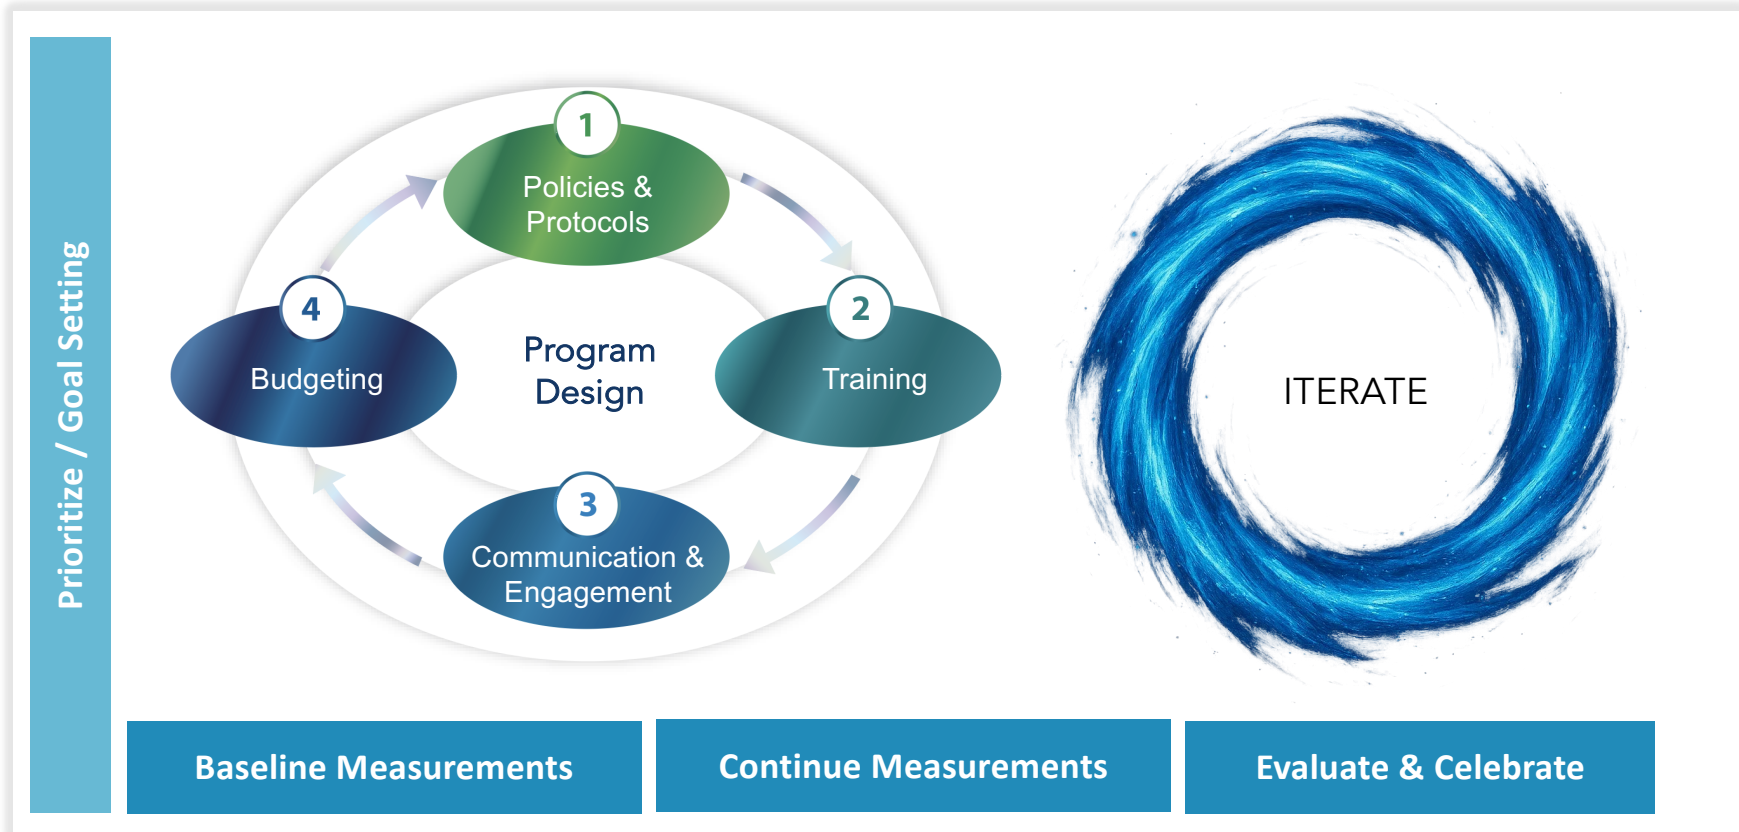 Prioritize / Goal Setting
1
Policies &
Protocols
2
Training
3
Communication &
Engagement
4
Budgeting
Program
Design
ITERATE
Baseline Measurements
Continue Measurements
Evaluate & Celebrate